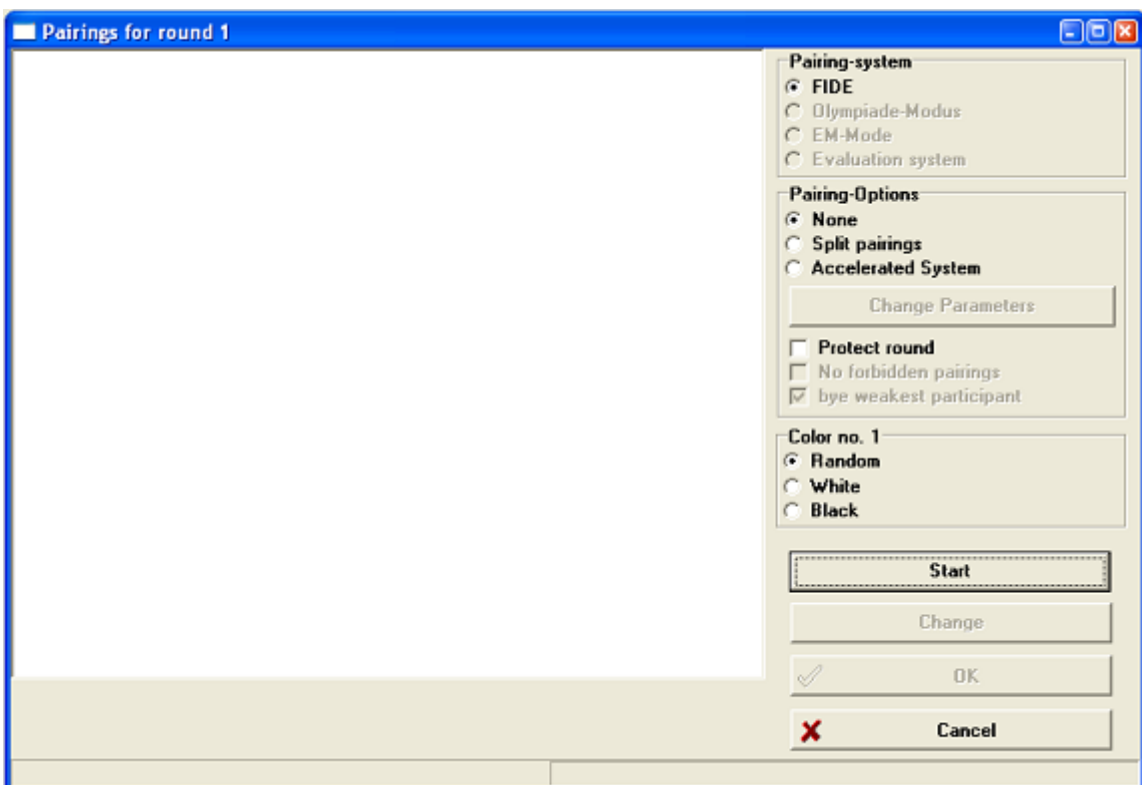 Pairings for round 1
Pairing-system
FIDE
Olympiade-Modus
EM-Mode
Evaluation system
Pairing-Options
None
Split pairings
Accelerated System
Change Parameters
Protect round
No forbidden pairings
bye weakest participant
Color no. 1
Random
White
Black
Start
Change
OK
Cancel